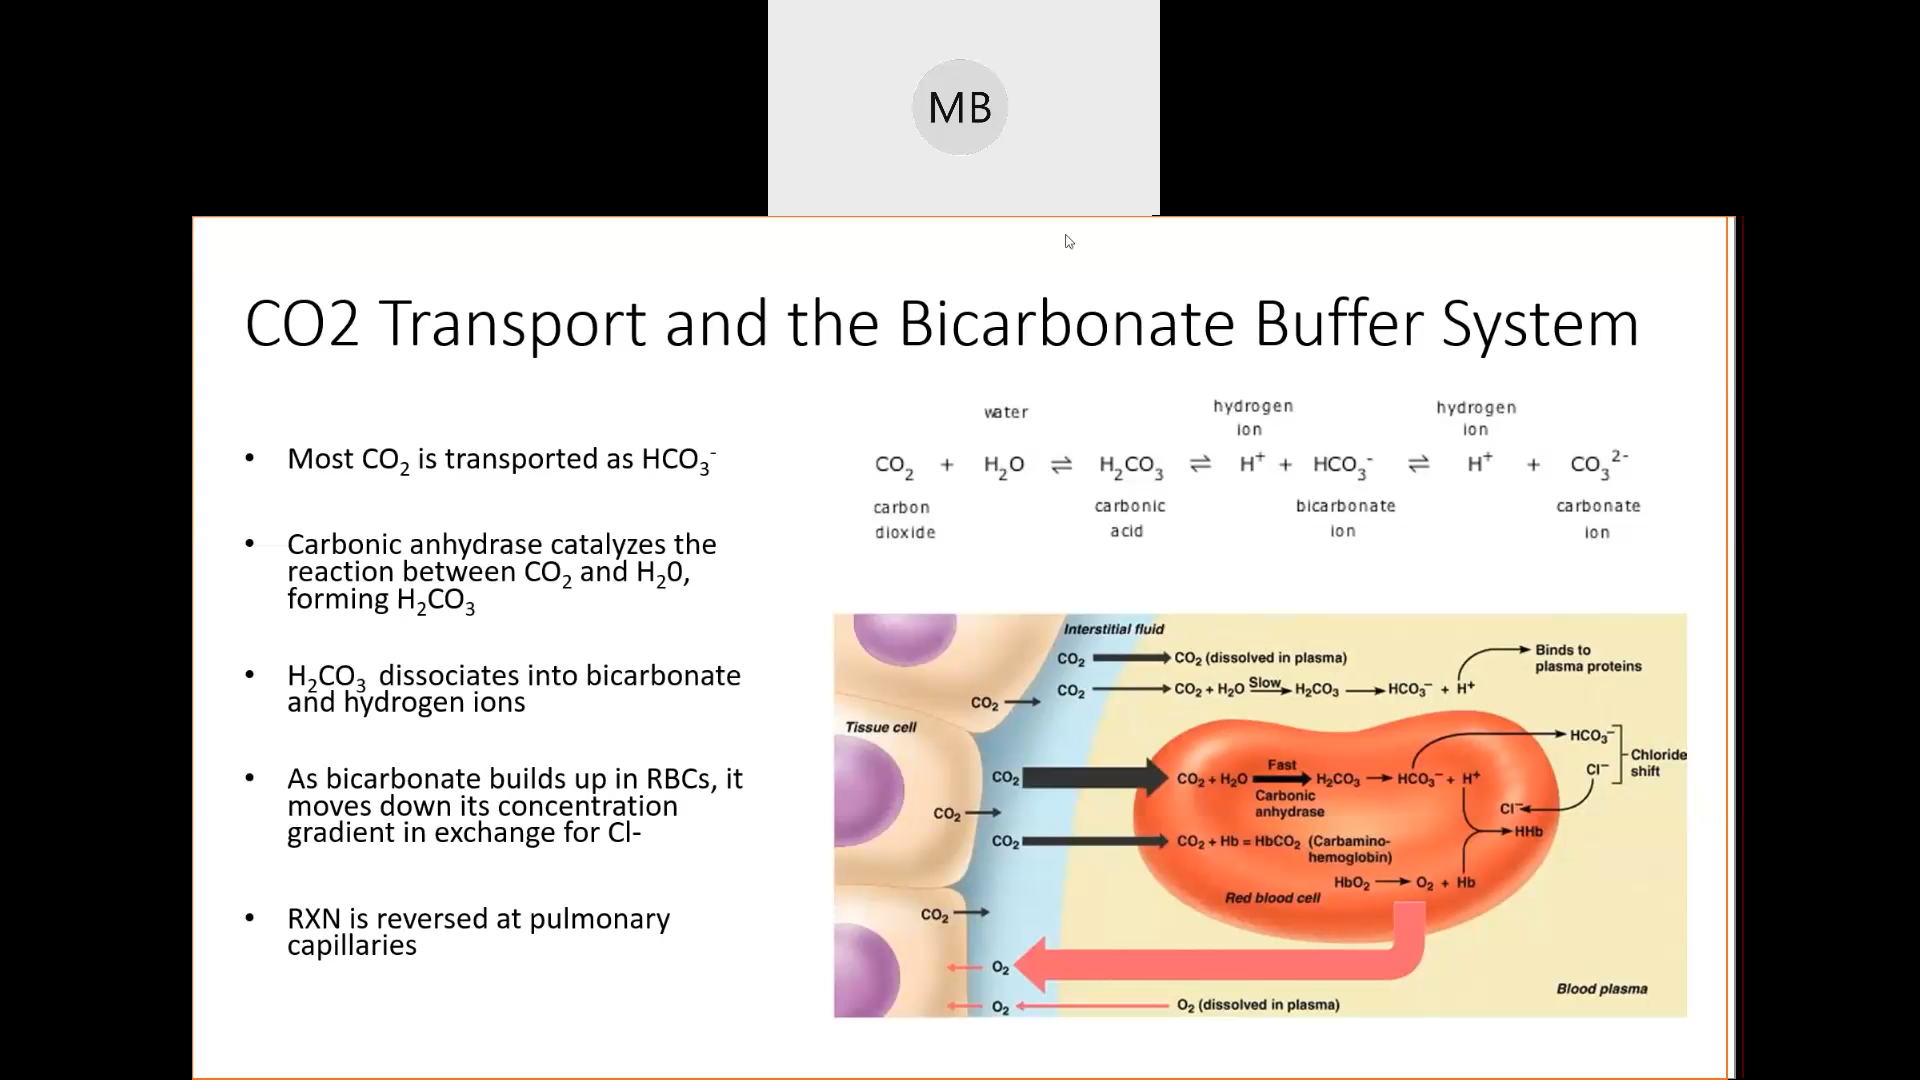 MB
CO2 Transport and the Bicarbonate Buffer System
• Most CO₂ is transported as HCO₃⁻
• Carbonic anhydrase catalyzes the
reaction between CO₂ and H₂0,
forming H₂CO₃
• H₂CO₃ dissociates into bicarbonate
and hydrogen ions
• As bicarbonate builds up in RBCs, it
moves down its concentration
gradient in exchange for Cl-
• RXN is reversed at pulmonary
capillaries
water
hydrogen
ion
hydrogen
ion
CO₂ + H₂O ⇌ H₂CO₃ ⇌ H⁺ + HCO₃⁻ ⇌ H⁺ + CO₃²⁻
carbon
dioxide
carbonic
acid
bicarbonate
ion
carbonate
ion
Interstitial fluid
CO₂ → CO₂ (dissolved in plasma)
Binds to
plasma proteins
CO₂ → CO₂ + H₂O Slow → H₂CO₃ → HCO₃⁻ + H⁺
CO₂ →
Tissue cell
HCO₃⁻
Chloride
shift
Cl⁻
CO₂ → CO₂ + H₂O Fast → H₂CO₃ → HCO₃⁻ + H⁺
Carbonic
anhydrase
Cl⁻
CO₂ →
HHb
CO₂ → CO₂ + Hb = HbCO₂ (Carbamino-
hemoglobin)
HbO₂ → O₂ + Hb
Red blood cell
CO₂ →
O₂
Blood plasma
O₂ ← O₂ (dissolved in plasma)